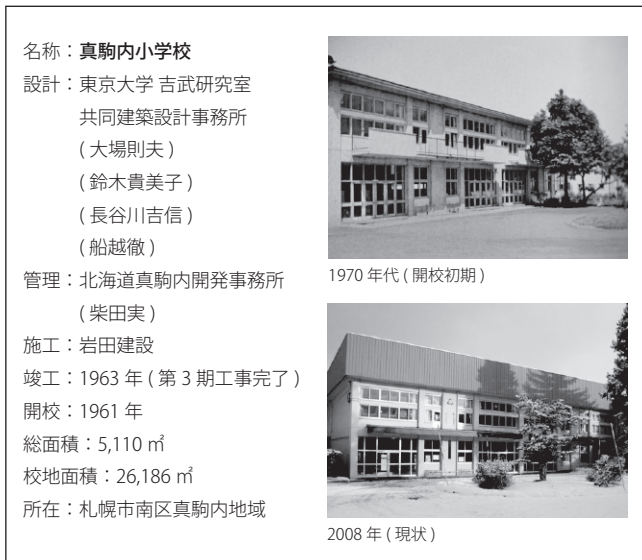 名称：真駒内小学校
設計：東京大学 吉武研究室
共同建築設計事務所
( 大場則夫 )
( 鈴木貴美子 )
( 長谷川吉信 )
( 船越徹 )
管理：北海道真駒内開発事務所
( 柴田実 )
施工：岩田建設
竣工：1963 年 ( 第 3 期工事完了 )
開校：1961 年
総面積：5,110 ㎡
校地面積：26,186 ㎡
所在：札幌市南区真駒内地域
1970 年代 ( 開校初期 )
2008 年 ( 現状 )